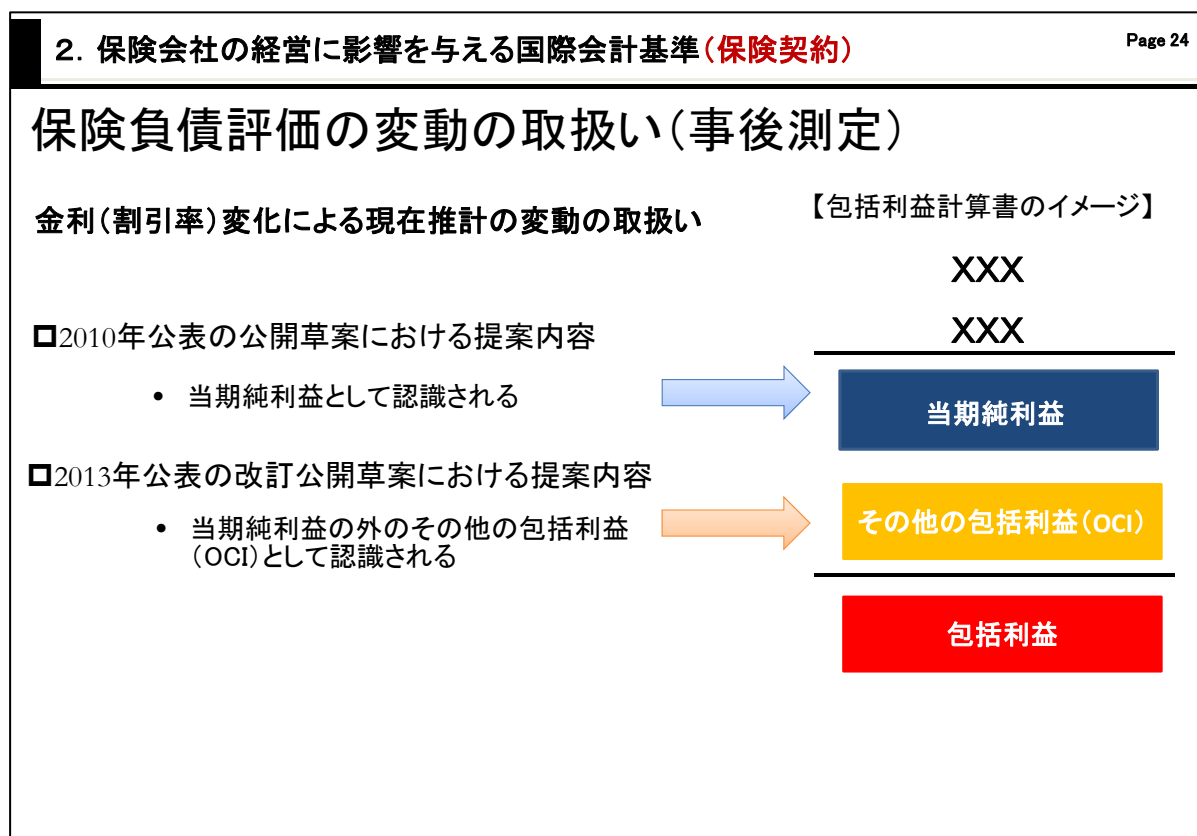 2．保険会社の経営に影響を与える国際会計基準（保険契約）
Page 24
保険負債評価の変動の取扱い（事後測定）
金利（割引率）変化による現在推計の変動の取扱い
【包括利益計算書のイメージ】
XXX
XXX
2010年公表の公開草案における提案内容
• 当期純利益として認識される
当期純利益
2013年公表の改訂公開草案における提案内容
• 当期純利益の外のその他の包括利益
（OCI）として認識される
その他の包括利益（OCI）
包括利益